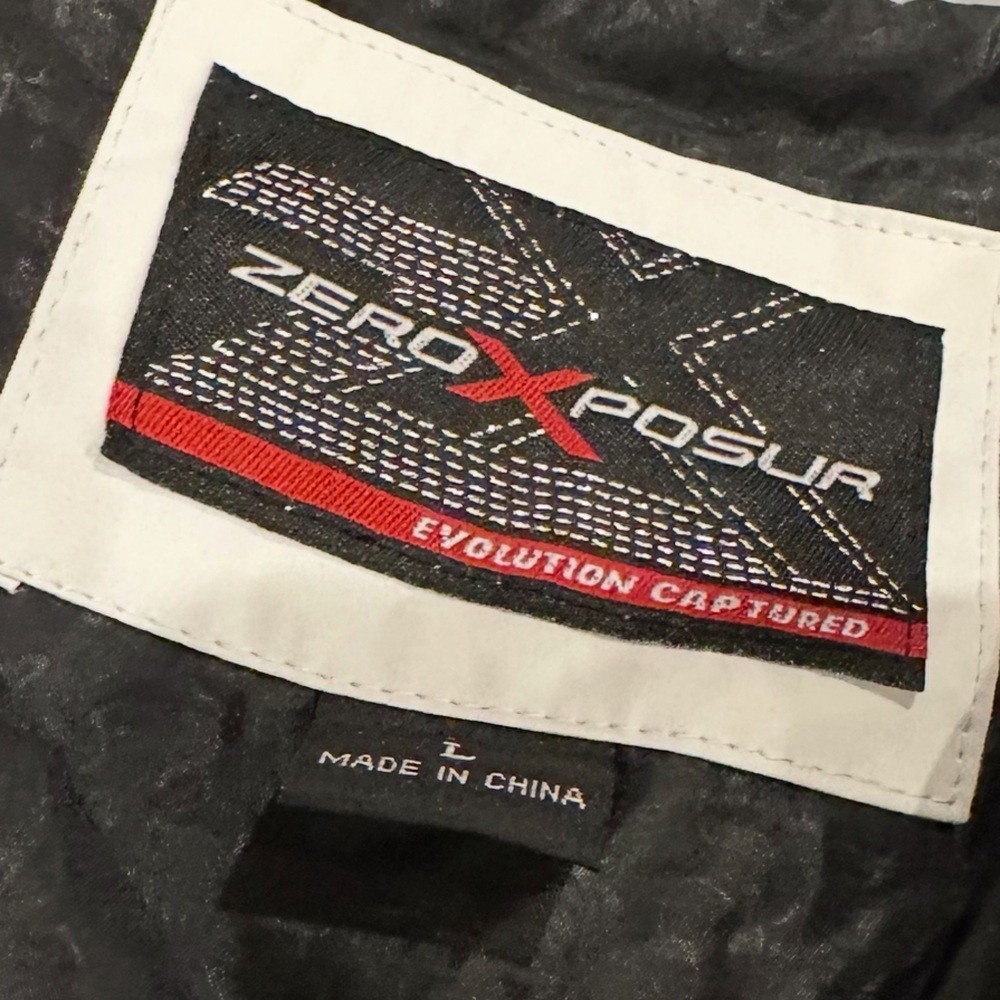 ZEROXPOSUR
EVOLUTION CAPTURED
L
MADE IN CHINA